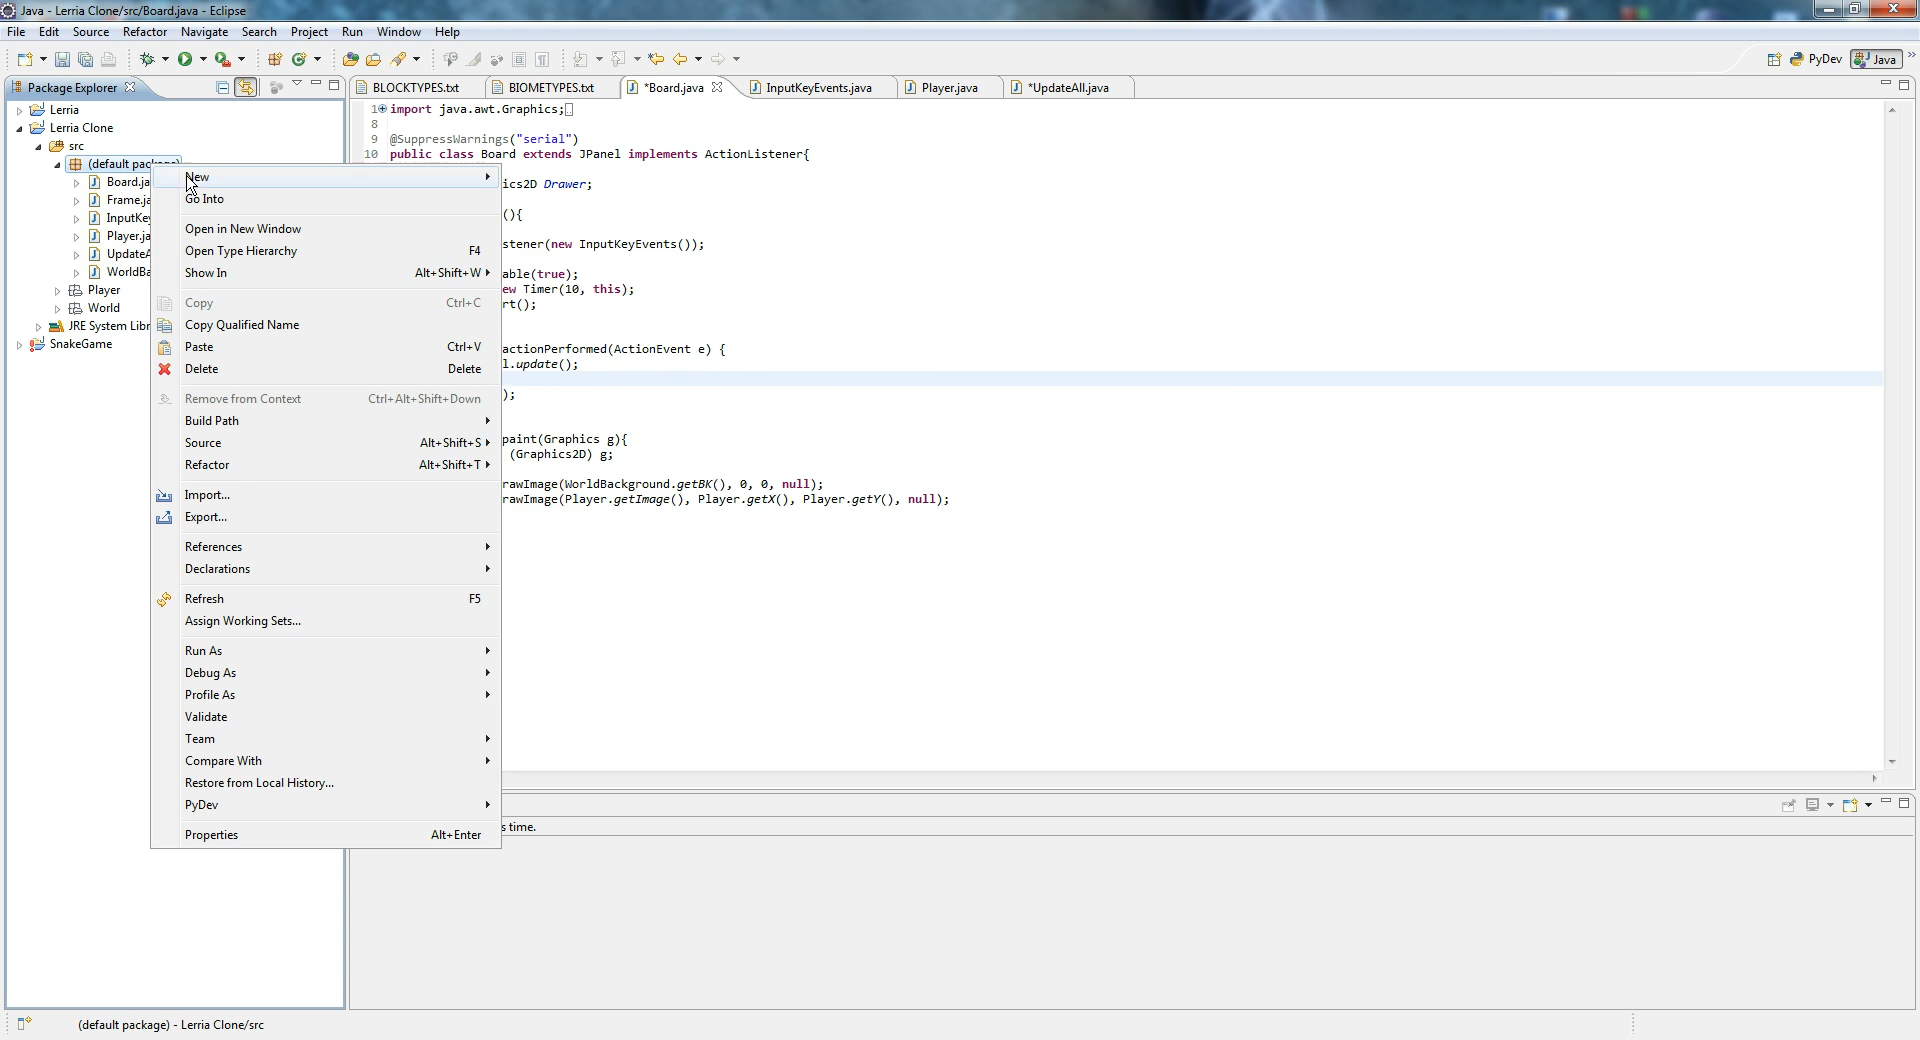 Java - Lerria Clone/src/Board.java - Eclipse
File Edit Source Refactor Navigate Search Project Run Window Help
PyDev Java
Package Explorer
BLOCKTYPES.txt BIOMETYPES.txt *Board.java InputKeyEvents.java Player.java *UpdateAll.java
Lerria
Lerria Clone
src
(default package)
Board.ja
Frame.ja
InputKe
Player.ja
UpdateA
WorldBa
Player
World
JRE System Libr
SnakeGame
1 import java.awt.Graphics;
8
9 @SuppressWarnings("serial")
10 public class Board extends JPanel implements ActionListener{
ics2D Drawer;
(){
stener(new InputKeyEvents());
able(true);
ew Timer(10, this);
rt();
actionPerformed(ActionEvent e) {
l.update();
);
paint(Graphics g){
(Graphics2D) g;
rawImage(WorldBackground.getBK(), 0, 0, null);
rawImage(Player.getImage(), Player.getX(), Player.getY(), null);
New
Go Into
Open in New Window
Open Type Hierarchy F4
Show In Alt+Shift+W
Copy Ctrl+C
Copy Qualified Name
Paste Ctrl+V
Delete Delete
Remove from Context Ctrl+Alt+Shift+Down
Build Path
Source Alt+Shift+S
Refactor Alt+Shift+T
Import...
Export...
References
Declarations
Refresh F5
Assign Working Sets...
Run As
Debug As
Profile As
Validate
Team
Compare With
Restore from Local History...
PyDev
Properties Alt+Enter
s time.
(default package) - Lerria Clone/src